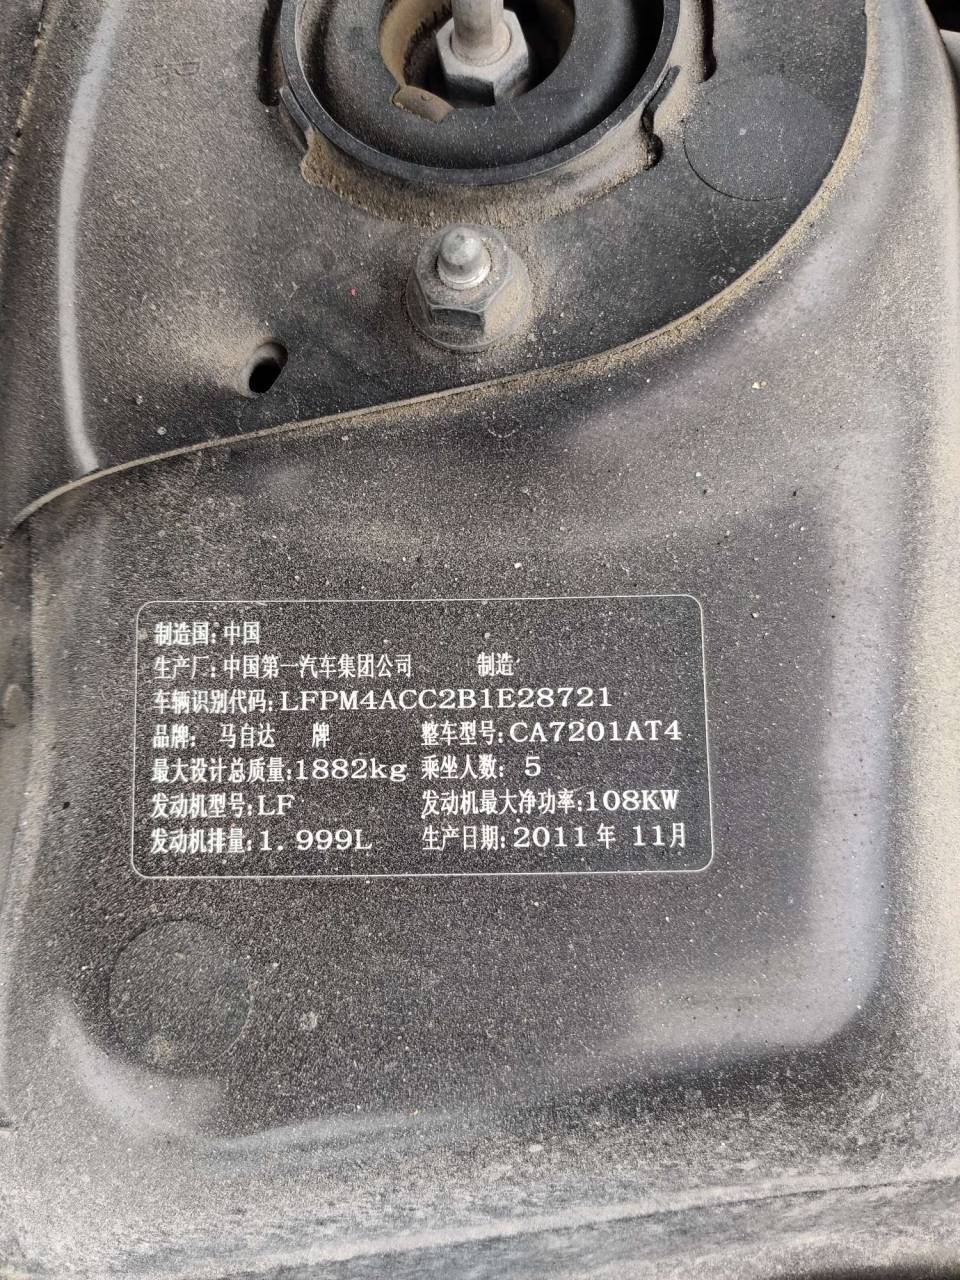 制造国:中国
生产厂:中国第一汽车集团公司 制造
车辆识别代码:LFPM4ACC2B1E28721
品牌: 马自达 牌 整车型号:CA7201AT4
最大设计总质量:1882kg 乘坐人数: 5
发动机型号:LF 发动机最大净功率:108KW
发动机排量:1. 999L 生产日期:2011 年 11月